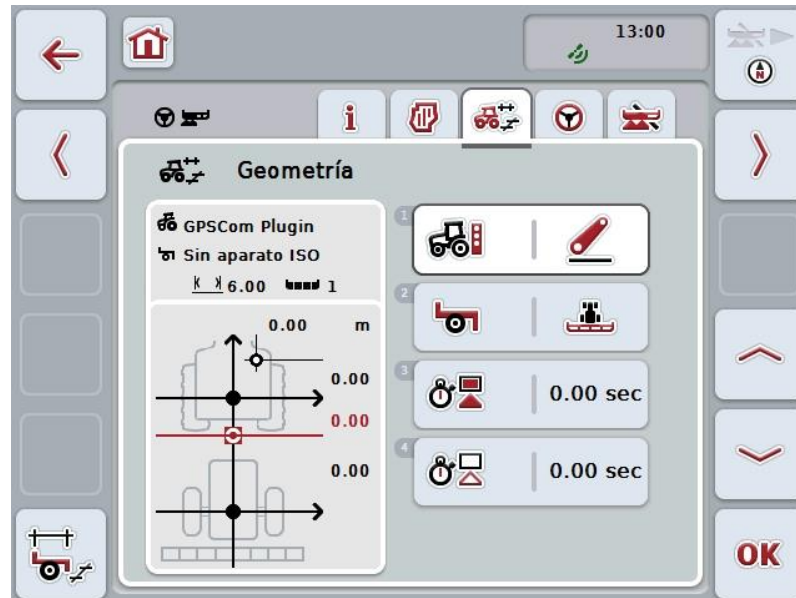 13:00
N
i
Geometría
GPSCom Plugin
Sin aparato ISO
6.00 1
0.00 m
0.00
0.00
0.00
1
2
3
0.00 sec
4
0.00 sec
OK